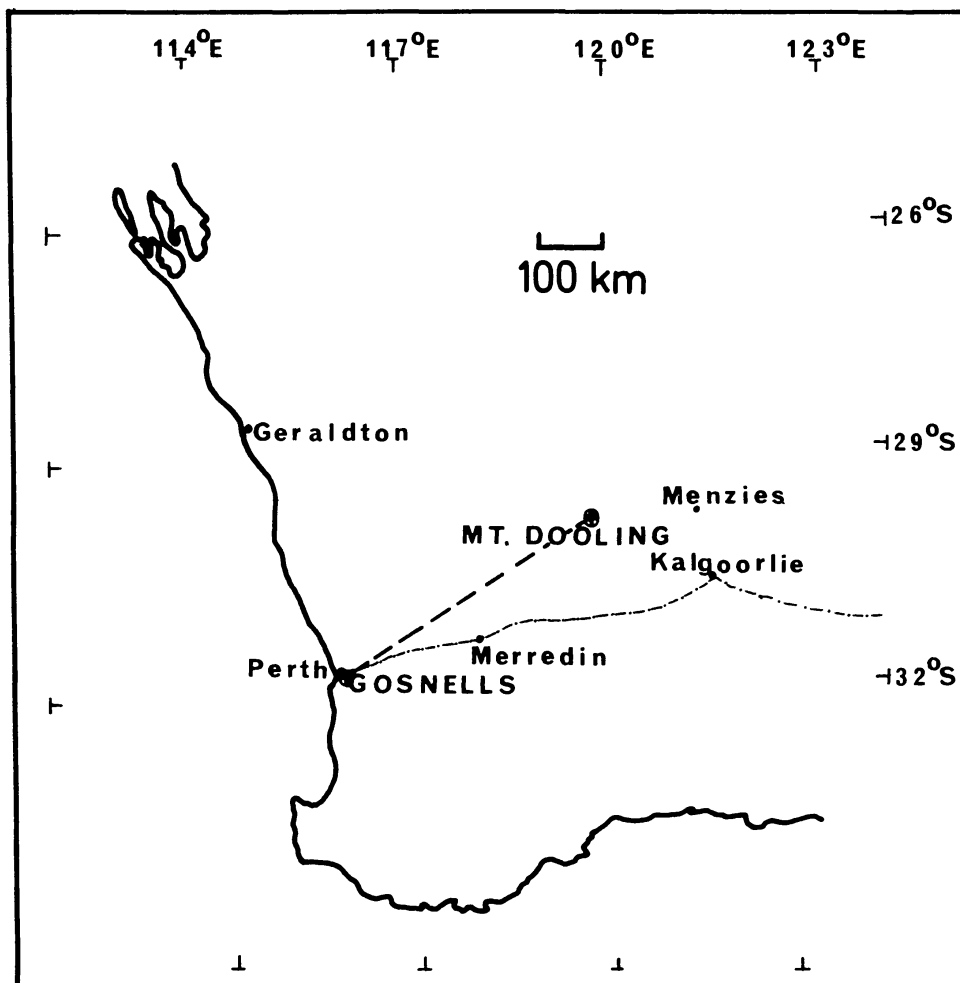 114°E 117°E 120°E 123°E
26°S
100 km
Geraldton
29°S
Menzies
MT. DOOLING
Kalgoorlie
Merredin
Perth
GOSNELLS
32°S